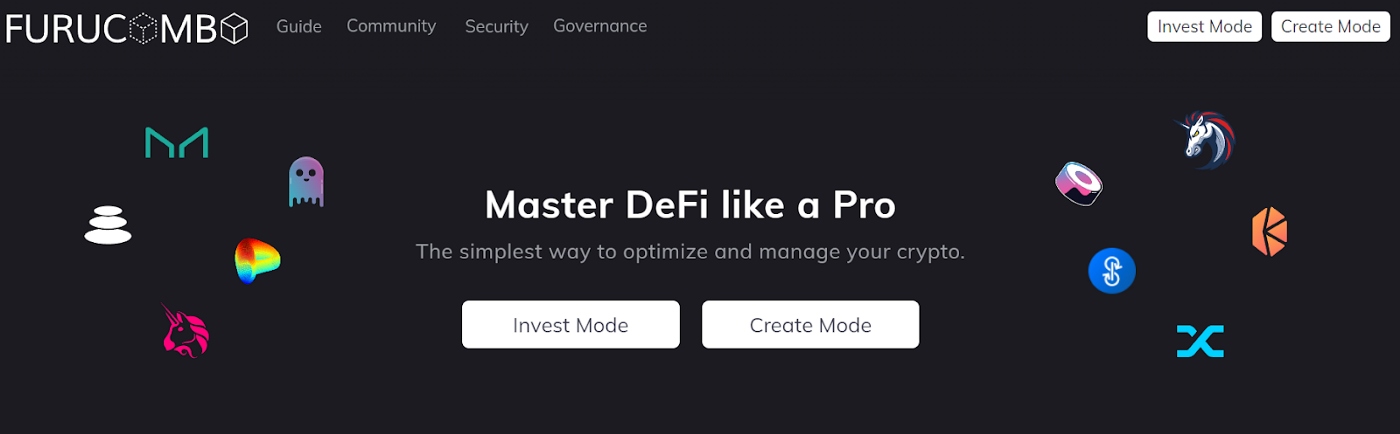 FURUCOMBO
Guide
Community
Security
Governance
Invest Mode
Create Mode
Master DeFi like a Pro
The simplest way to optimize and manage your crypto.
Invest Mode
Create Mode